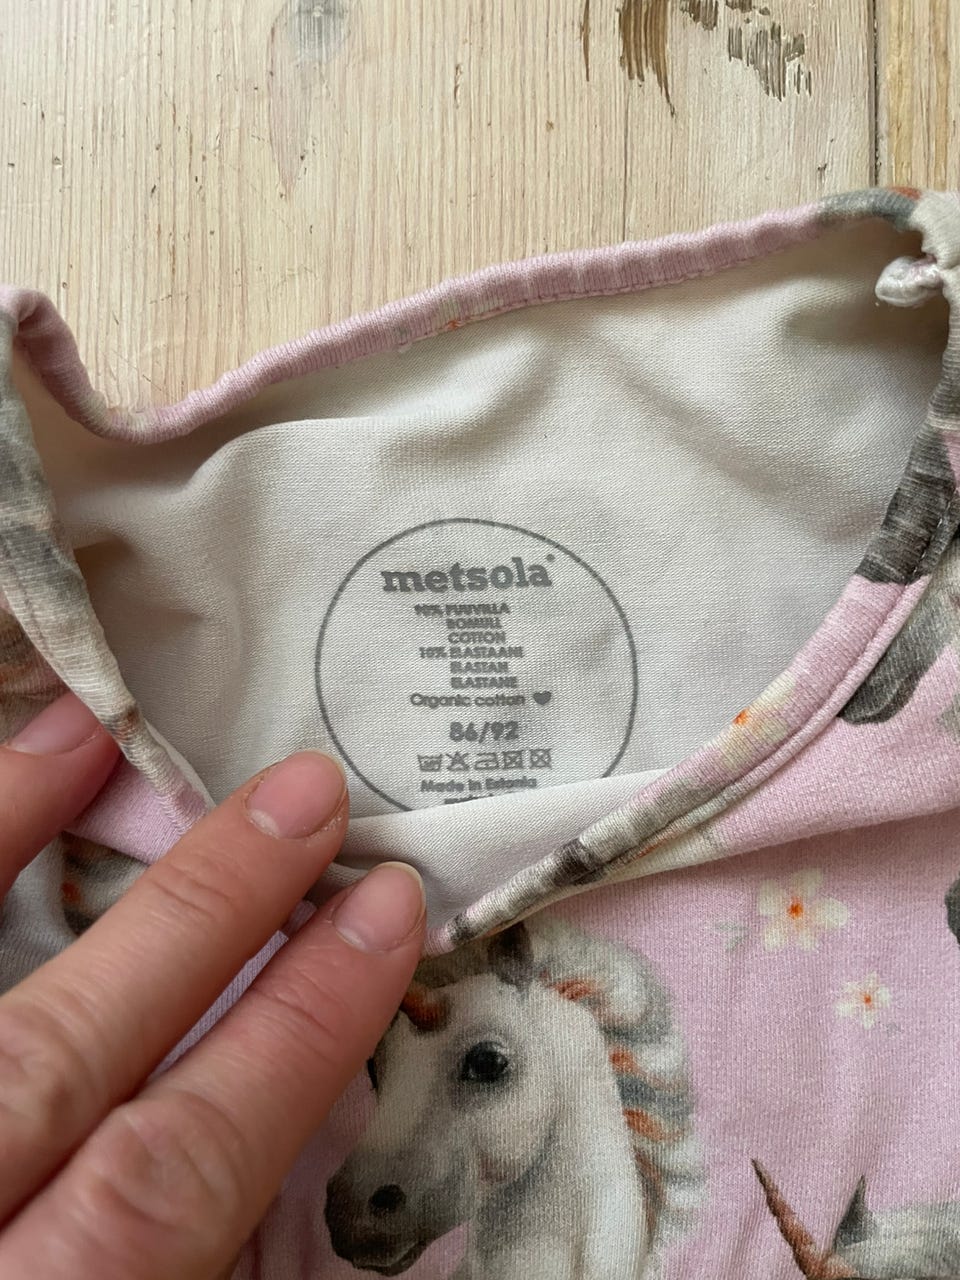 metsola
90% PUUVILLA
BOMULL
COTTON
10% ELASTAANI
ELASTAN
ELASTANE
Organic cotton ♥
86/92
Made in Estonia